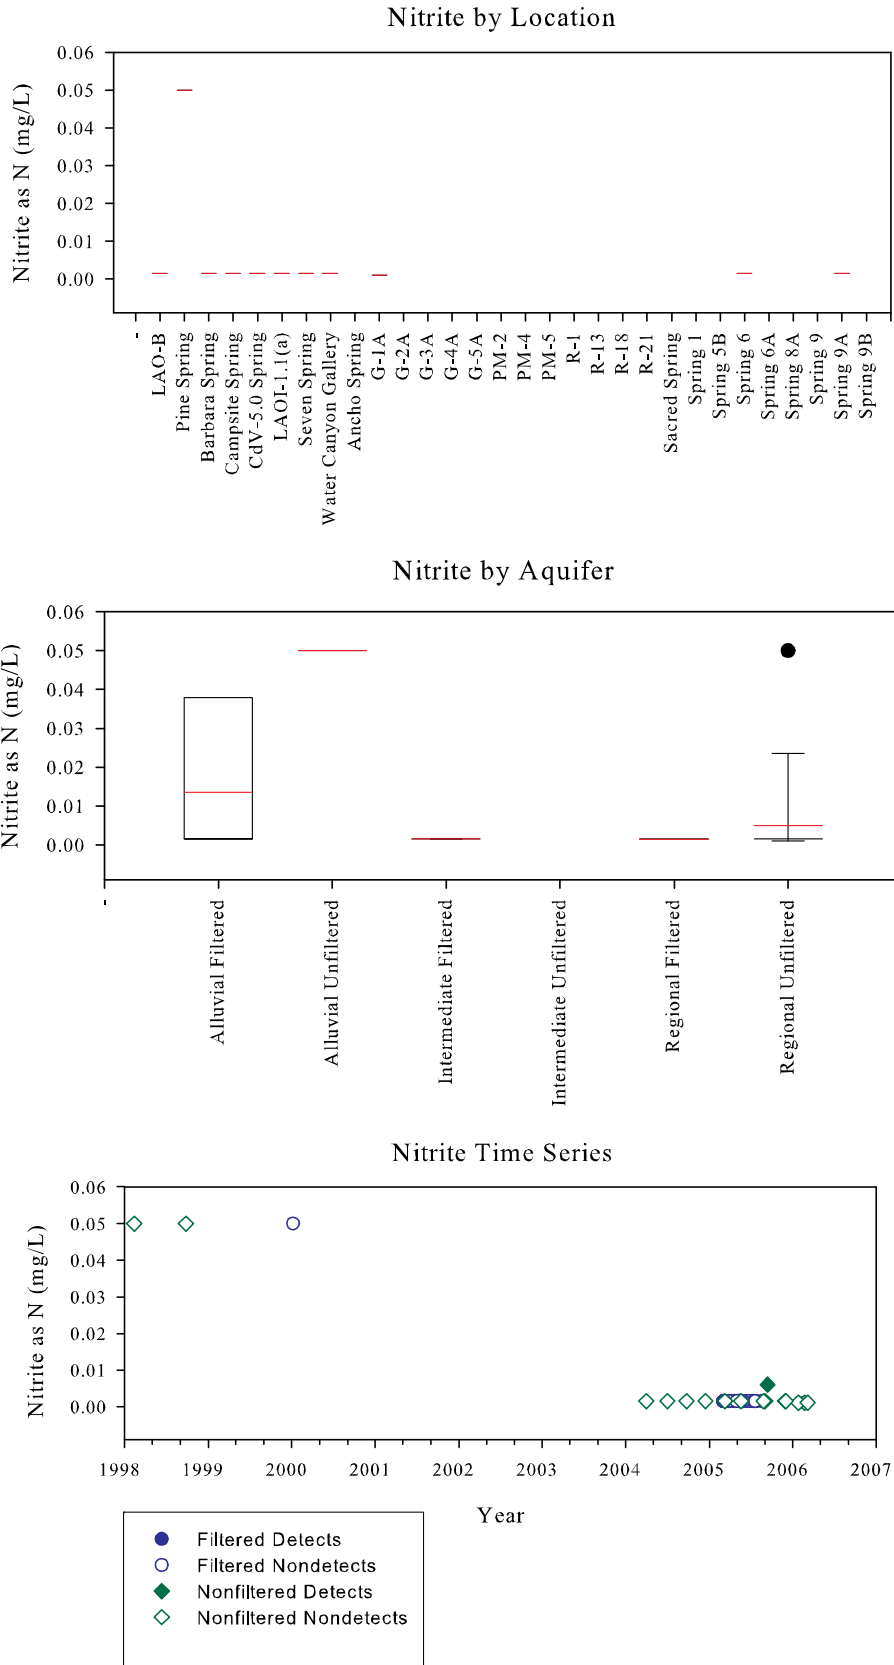 Nitrite by Location
Nitrite as N (mg/L)
0.06
0.05
0.04
0.03
0.02
0.01
0.00
-
LAO-B
Pine Spring
Barbara Spring
Campsite Spring
CdV-5.0 Spring
LAOI-1.1(a)
Seven Spring
Water Canyon Gallery
Ancho Spring
G-1A
G-2A
G-3A
G-4A
G-5A
PM-2
PM-4
PM-5
R-1
R-13
R-18
R-21
Sacred Spring
Spring 1
Spring 5B
Spring 6
Spring 6A
Spring 8A
Spring 9
Spring 9A
Spring 9B
Nitrite by Aquifer
Nitrite as N (mg/L)
0.06
0.05
0.04
0.03
0.02
0.01
0.00
-
Alluvial Filtered
Alluvial Unfiltered
Intermediate Filtered
Intermediate Unfiltered
Regional Filtered
Regional Unfiltered
Nitrite Time Series
Nitrite as N (mg/L)
0.06
0.05
0.04
0.03
0.02
0.01
0.00
1998 1999 2000 2001 2002 2003 2004 2005 2006 2007
Year
Filtered Detects
Filtered Nondetects
Nonfiltered Detects
Nonfiltered Nondetects